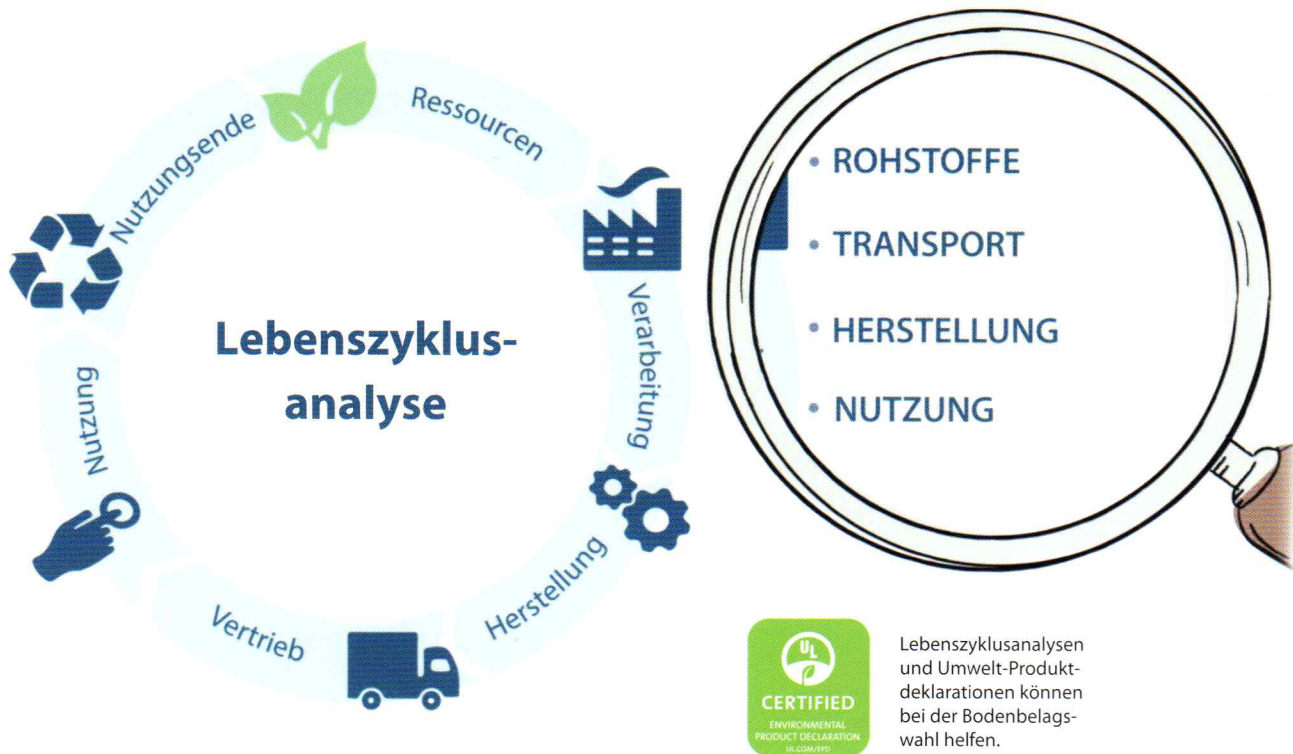 Ressourcen
Verarbeitung
Herstellung
Vertrieb
Nutzung
Nutzungsende
Lebenszyklus-
analyse
• ROHSTOFFE
• TRANSPORT
• HERSTELLUNG
• NUTZUNG
UL
CERTIFIED
ENVIRONMENTAL
PRODUCT DECLARATION
UL.COM/EPD
Lebenszyklusanalysen
und Umwelt-Produkt-
deklarationen können
bei der Bodenbelags-
wahl helfen.